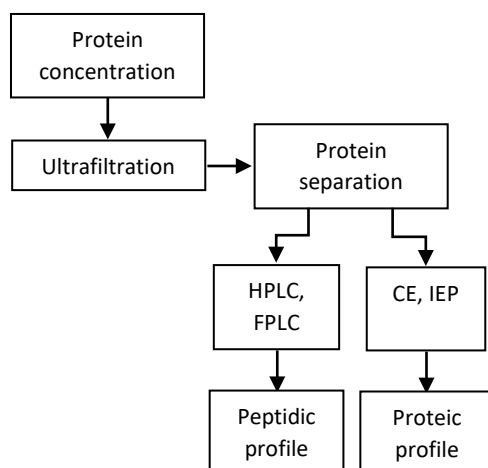 Protein
concentration
Ultrafiltration
Protein
separation
HPLC,
FPLC
CE, IEP
Peptidic
profile
Proteic
profile